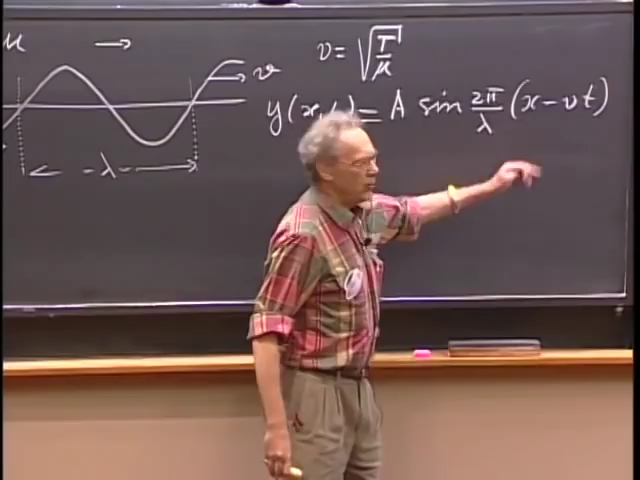 μ
v = √(T/μ)
v
y(x,t) = A sin 2π/λ (x − vt)
λ